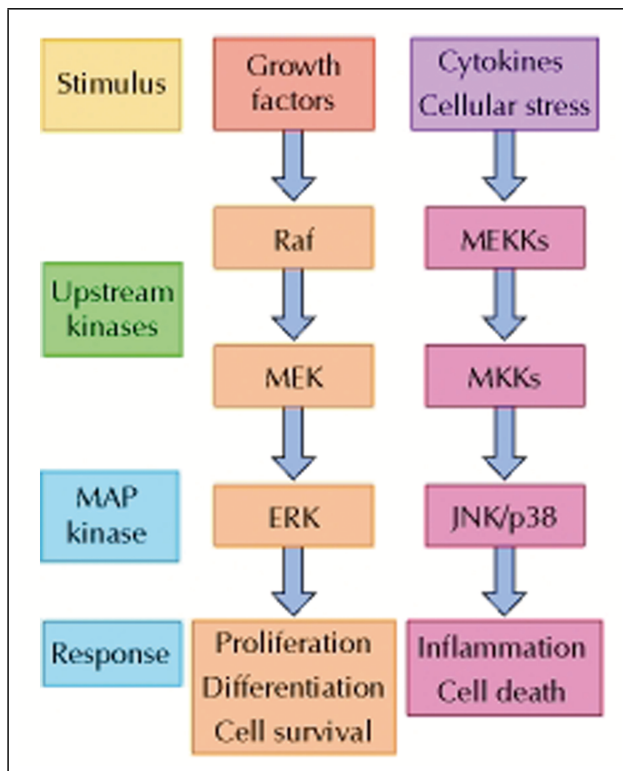 Stimulus
Growth
factors
Cytokines
Cellular stress
Upstream
kinases
Raf
MEKKs
MEK
MKKs
MAP
kinase
ERK
JNK/p38
Response
Proliferation
Differentiation
Cell survival
Inflammation
Cell death